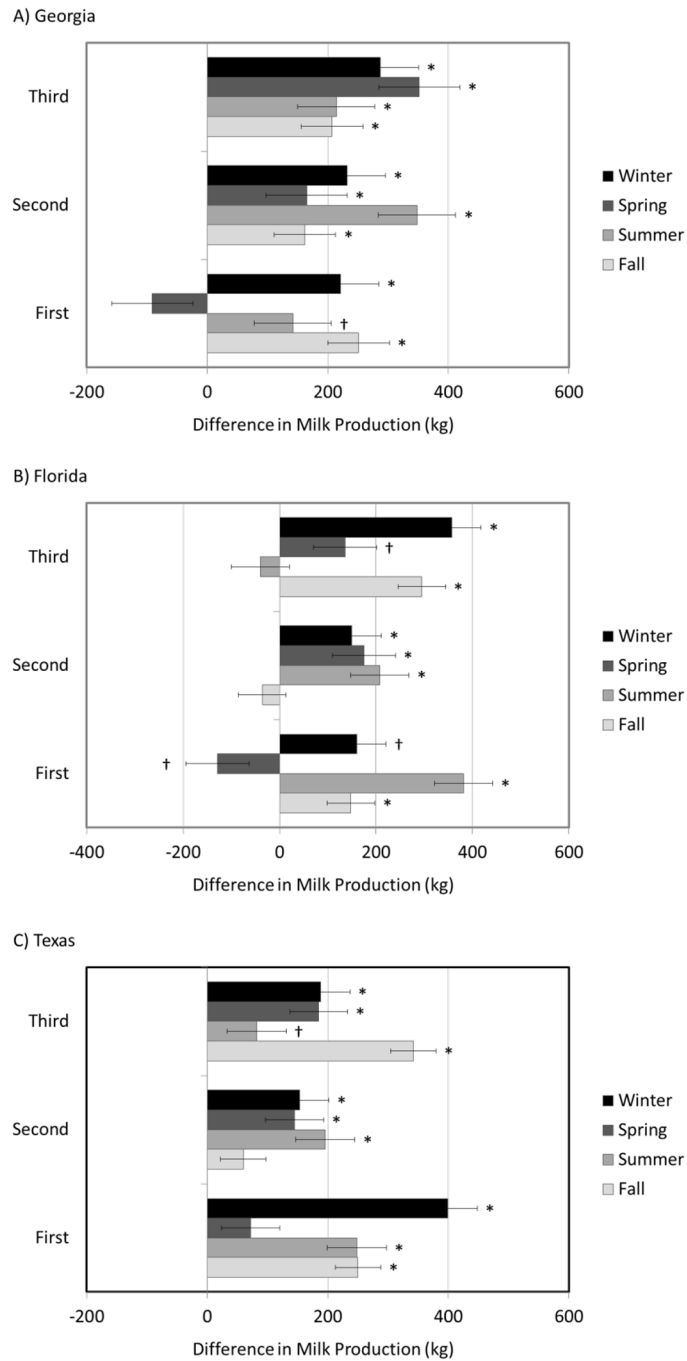 A) Georgia
Third
*
*
*
*
Second
*
*
*
*
First
*
†
*
Winter
Spring
Summer
Fall
-200 0 200 400 600
Difference in Milk Production (kg)
B) Florida
Third
*
†
*
Second
*
*
*
First
†
†
*
*
Winter
Spring
Summer
Fall
-400 -200 0 200 400 600
Difference in Milk Production (kg)
C) Texas
Third
*
*
†
*
Second
*
*
*
First
*
*
*
Winter
Spring
Summer
Fall
-200 0 200 400 600
Difference in Milk Production (kg)